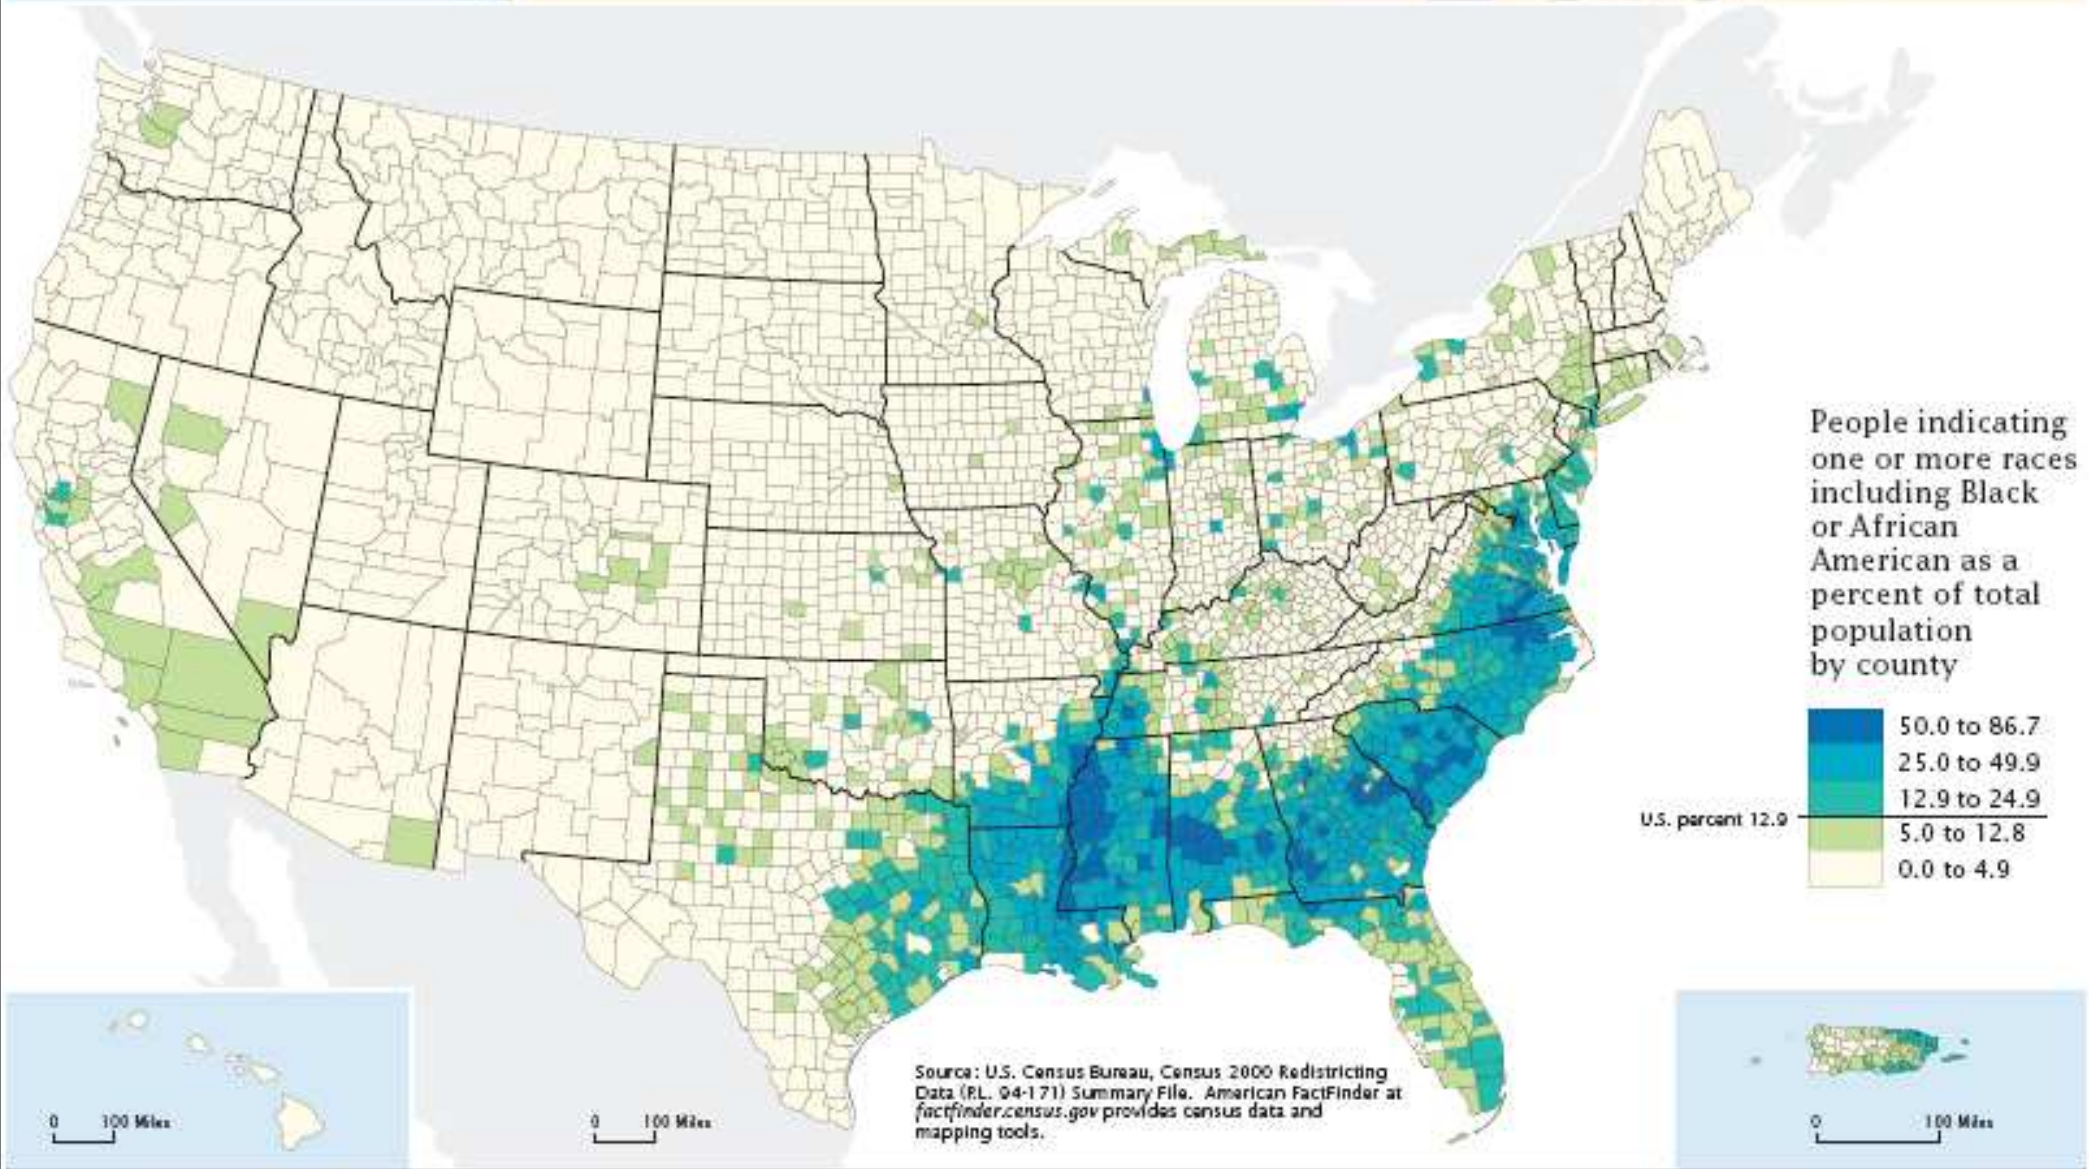 People indicating
one or more races
including Black
or African
American as a
percent of total
population
by county
50.0 to 86.7
25.0 to 49.9
12.9 to 24.9
U.S. percent 12.9
5.0 to 12.8
0.0 to 4.9
Source: U.S. Census Bureau, Census 2000 Redistricting
Data (P.L. 94-171) Summary File. American FactFinder at
factfinder.census.gov provides census data and
mapping tools.
0 100 Miles
0 100 Miles
0 100 Miles